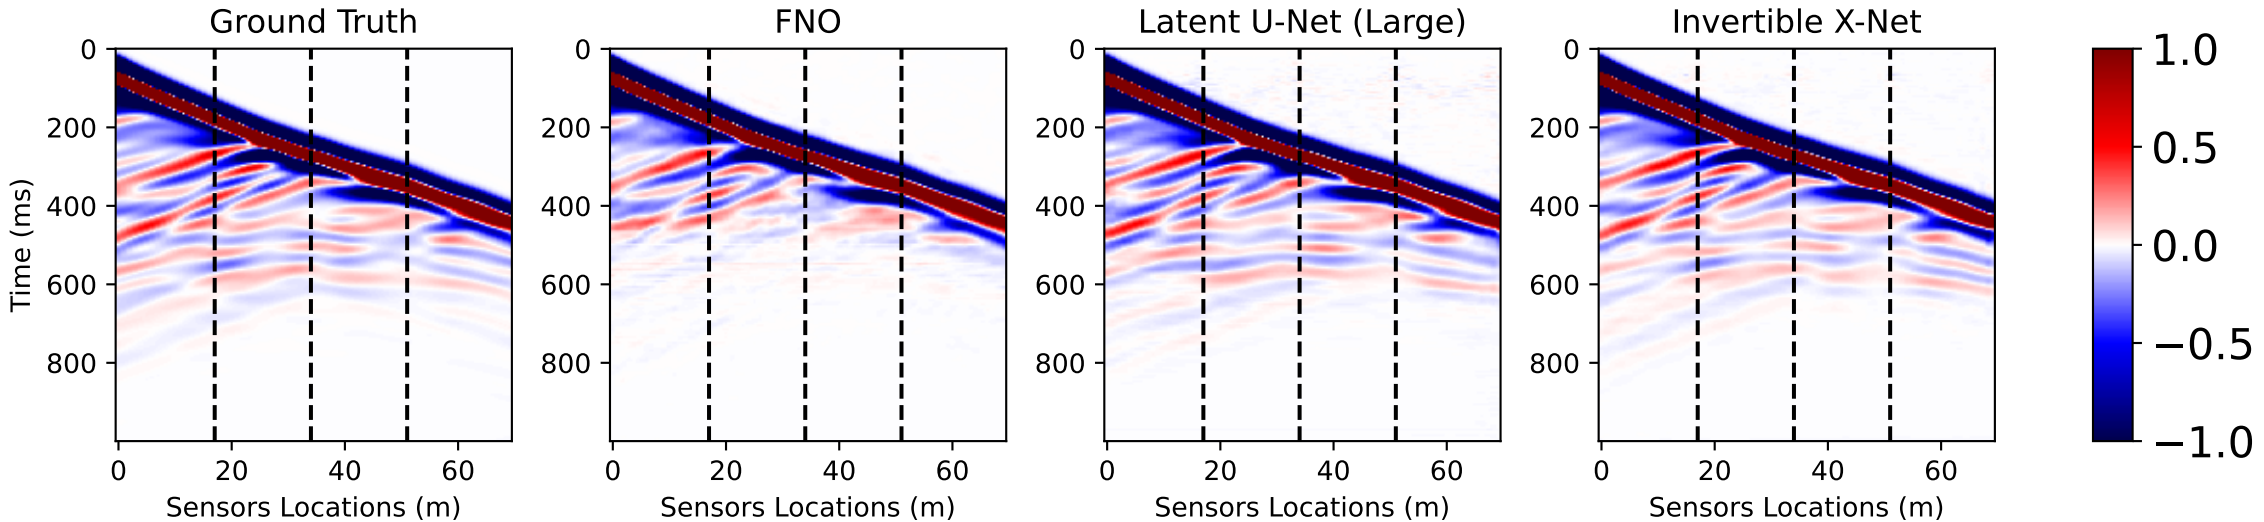 Ground Truth
FNO
Latent U-Net (Large)
Invertible X-Net
0
200
400
600
800
0
200
400
600
800
0
200
400
600
800
0
200
400
600
800
Time (ms)
0 20 40 60
0 20 40 60
0 20 40 60
0 20 40 60
Sensors Locations (m)
Sensors Locations (m)
Sensors Locations (m)
Sensors Locations (m)
1.0
0.5
0.0
−0.5
−1.0